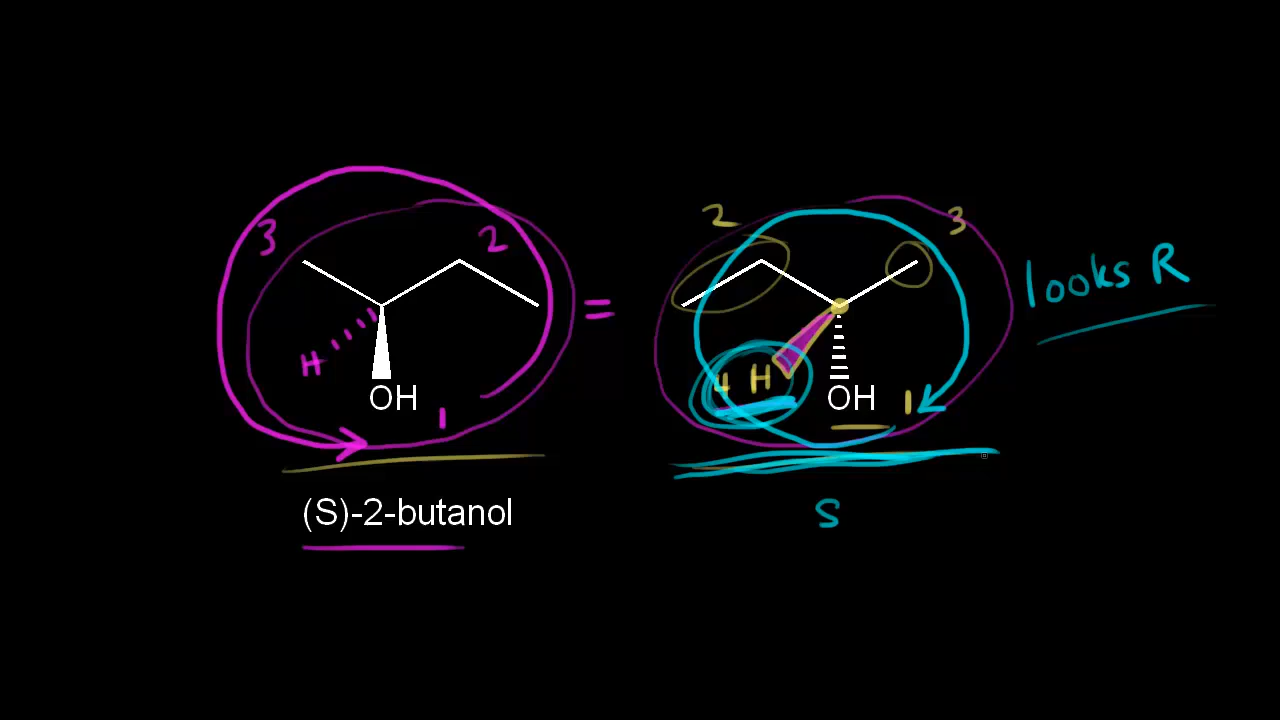 3 2
H
OH
1
(S)-2-butanol
=
2 3
4 H
OH
1
S
looks R